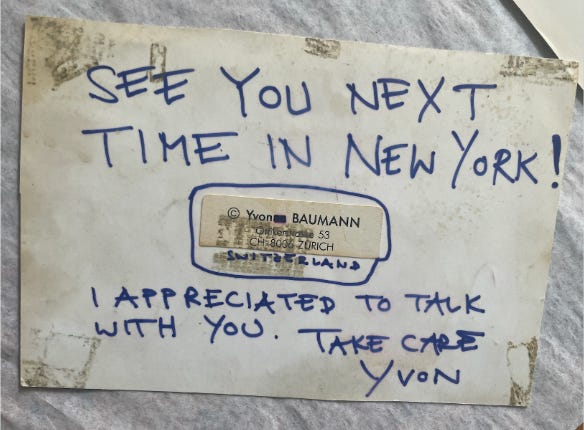 SEE YOU NEXT
TIME IN NEW YORK!
© Yvon BAUMANN
53
CH-8006 ZÜRICH
SWITZERLAND
I APPRECIATED TO TALK
WITH YOU. TAKE CARE
YVON